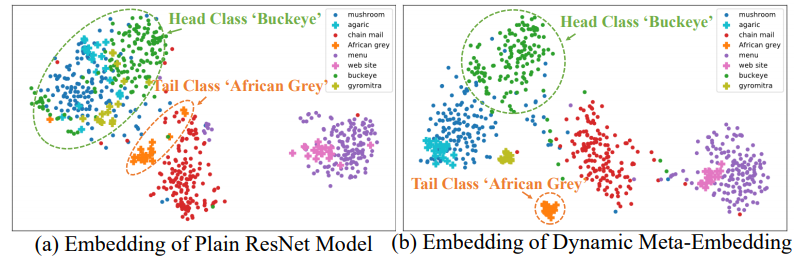 Head Class ‘Buckeye’
mushroom
agaric
chain mail
African grey
menu
web site
buckeye
gyromitra
Tail Class ‘African Grey’
(a) Embedding of Plain ResNet Model
Head Class ‘Buckeye’
mushroom
agaric
chain mail
African grey
menu
web site
buckeye
gyromitra
Tail Class ‘African Grey’
(b) Embedding of Dynamic Meta-Embedding